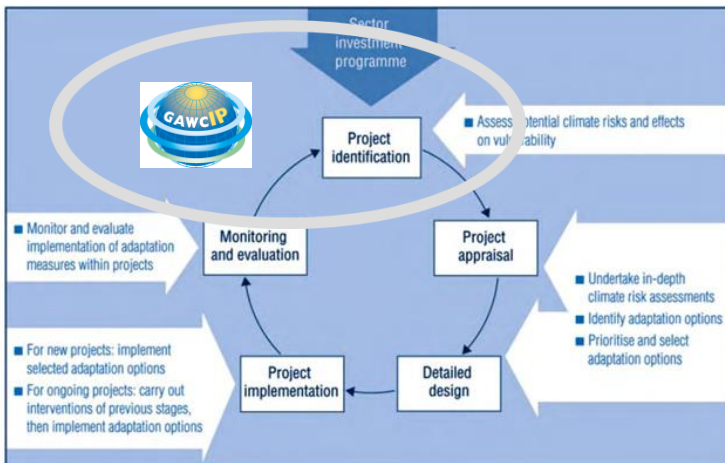 Sector
investment
programme
GAWCIP
Project
identification
■ Assess potential climate risks and effects
on vulnerability
■ Monitor and evaluate
implementation of adaptation
measures within projects
Monitoring
and evaluation
Project
appraisal
■ Undertake in-depth
climate risk assessments
■ Identify adaptation options
■ Prioritise and select
adaptation options
■ For new projects: implement
selected adaptation options
■ For ongoing projects: carry out
interventions of previous stages,
then implement adaptation options
Project
implementation
Detailed
design